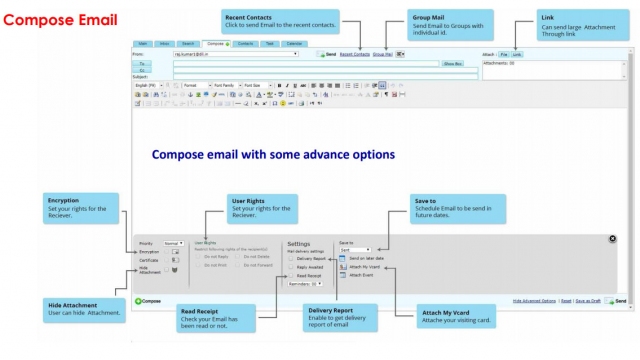 Compose Email
Recent Contacts
Click to send Email to the recent contacts.
Group Mail
Send Email to Groups with
individual id.
Link
Can send large Attachment
Through link
Mail Inbox Search Compose Contacts Task Calendar
From: Send Recent Contacts Group Mail Attach : File Link
To Show Bcc Attachments: 00
Cc
Subject:
English (FN) Format Font Family Font Size
Compose email with some advance options
Encryption
Set your rights for the
Reciever.
User Rights
Set your rights for the
Reciever.
Save to
Schedule Email to be send in
future dates.
Priority Normal User Rights Settings Save to
Restrict following rights of the recipient(s) Mail delivery settings Sent
Encryption Do not Reply Do not Delete Delivery Report Send on later date
Certificate Do not Print Do not Forward Reply Awaited Attach My Vcard
Hide
Attachment Read Receipt Attach Event
Reminders: 00
Compose Hide Advanced Options | Reset | Save as Draft Send
Hide Attachment
User can hide Attachment.
Read Receipt
Check your Email has
been read or not.
Delivery Report
Enable to get delivery
report of email
Attach My Vcard
Attache your visiting card.